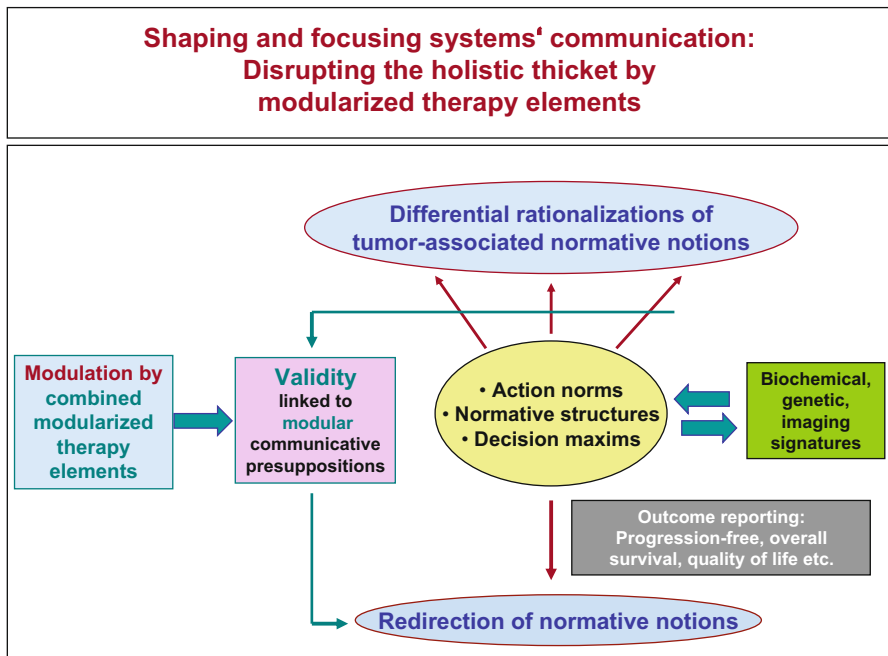 Shaping and focusing systems‘ communication:
Disrupting the holistic thicket by
modularized therapy elements
Differential rationalizations of
tumor-associated normative notions
Modulation by
combined
modularized
therapy
elements
Validity
linked to
modular
communicative
presuppositions
• Action norms
• Normative structures
• Decision maxims
Biochemical,
genetic,
imaging
signatures
Outcome reporting:
Progression-free, overall
survival, quality of life etc.
Redirection of normative notions